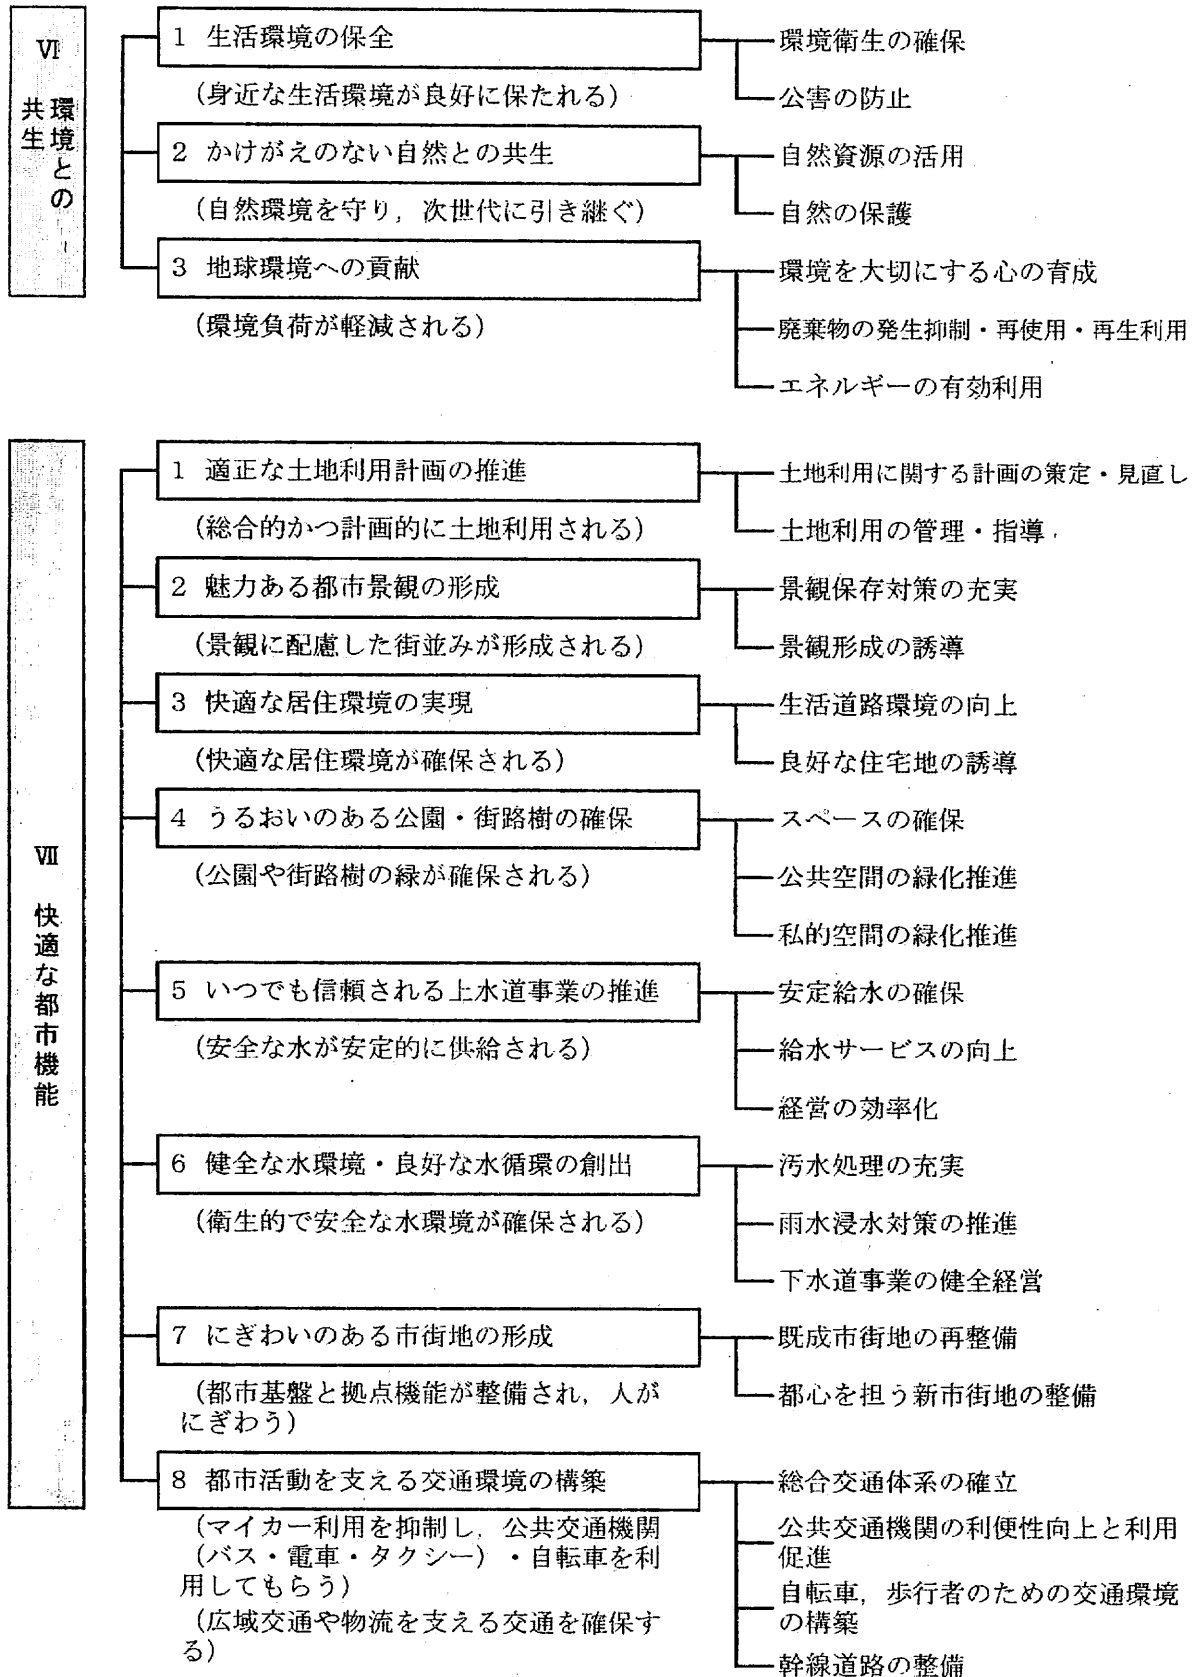 Ⅵ 環境との共生
1 生活環境の保全
(身近な生活環境が良好に保たれる)
環境衛生の確保
公害の防止
2 かけがえのない自然との共生
(自然環境を守り，次世代に引き継ぐ)
自然資源の活用
自然の保護
3 地球環境への貢献
(環境負荷が軽減される)
環境を大切にする心の育成
廃棄物の発生抑制・再使用・再生利用
エネルギーの有効利用
Ⅶ 快適な都市機能
1 適正な土地利用計画の推進
(総合的かつ計画的に土地利用される)
土地利用に関する計画の策定・見直し
土地利用の管理・指導
2 魅力ある都市景観の形成
(景観に配慮した街並みが形成される)
景観保存対策の充実
景観形成の誘導
3 快適な居住環境の実現
(快適な居住環境が確保される)
生活道路環境の向上
良好な住宅地の誘導
4 うるおいのある公園・街路樹の確保
(公園や街路樹の緑が確保される)
スペースの確保
公共空間の緑化推進
私的空間の緑化推進
5 いつでも信頼される上水道事業の推進
(安全な水が安定的に供給される)
安定給水の確保
給水サービスの向上
経営の効率化
6 健全な水環境・良好な水循環の創出
(衛生的で安全な水環境が確保される)
汚水処理の充実
雨水浸水対策の推進
下水道事業の健全経営
7 にぎわいのある市街地の形成
(都市基盤と拠点機能が整備され，人が
にぎわう)
既成市街地の再整備
都心を担う新市街地の整備
8 都市活動を支える交通環境の構築
(マイカー利用を抑制し，公共交通機関
(バス・電車・タクシー)・自転車を利
用してもらう)
(広域交通や物流を支える交通を確保す
る)
総合交通体系の確立
公共交通機関の利便性向上と利用
促進
自転車，歩行者のための交通環境
の構築
幹線道路の整備